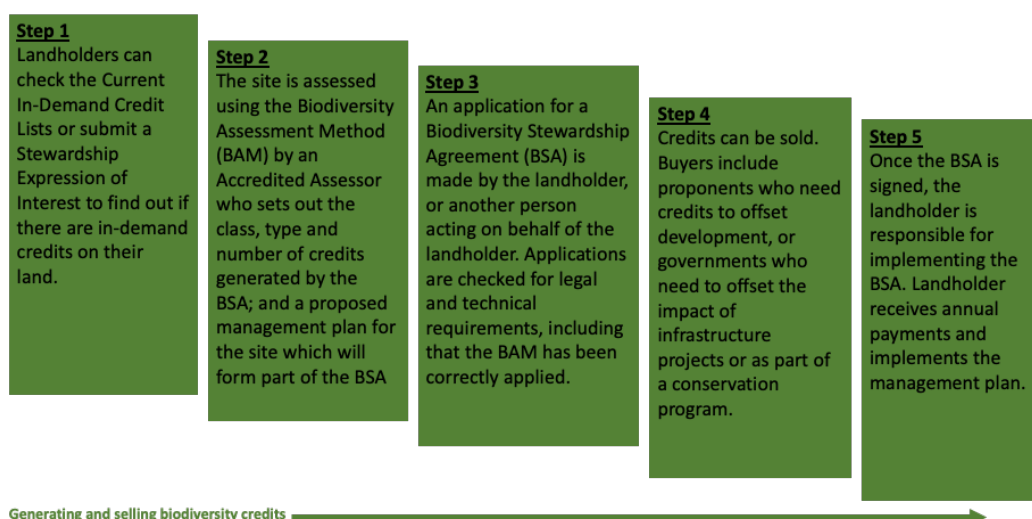 Step 1
Landholders can
check the Current
In-Demand Credit
Lists or submit a
Stewardship
Expression of
Interest to find out if
there are in-demand
credits on their
land.
Step 2
The site is assessed
using the Biodiversity
Assessment Method
(BAM) by an
Accredited Assessor
who sets out the
class, type and
number of credits
generated by the
BSA; and a proposed
management plan for
the site which will
form part of the BSA
Step 3
An application for a
Biodiversity Stewardship
Agreement (BSA) is
made by the landholder,
or another person
acting on behalf of the
landholder. Applications
are checked for legal
and technical
requirements, including
that the BAM has been
correctly applied.
Step 4
Credits can be sold.
Buyers include
proponents who need
credits to offset
development, or
governments who
need to offset the
impact of
infrastructure
projects or as part of
a conservation
program.
Step 5
Once the BSA is
signed, the
landholder is
responsible for
implementing the
BSA. Landholder
receives annual
payments and
implements the
management plan.
Generating and selling biodiversity credits